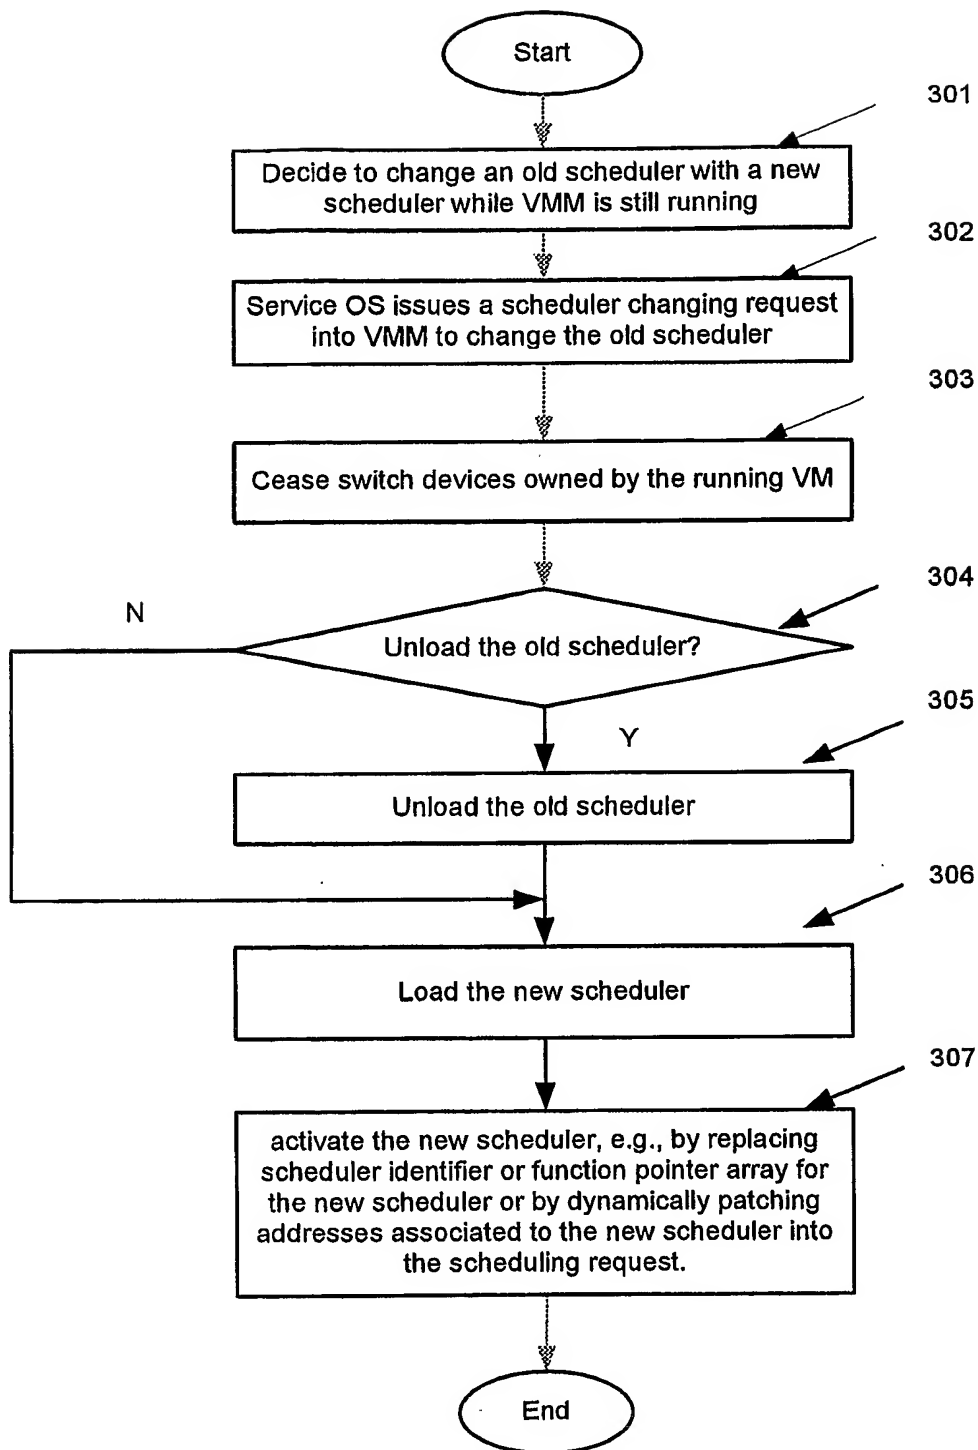 Start
301
Decide to change an old scheduler with a new
scheduler while VMM is still running
302
Service OS issues a scheduler changing request
into VMM to change the old scheduler
303
Cease switch devices owned by the running VM
304
N
Unload the old scheduler?
305
Y
Unload the old scheduler
306
Load the new scheduler
307
activate the new scheduler, e.g., by replacing
scheduler identifier or function pointer array for
the new scheduler or by dynamically patching
addresses associated to the new scheduler into
the scheduling request.
End